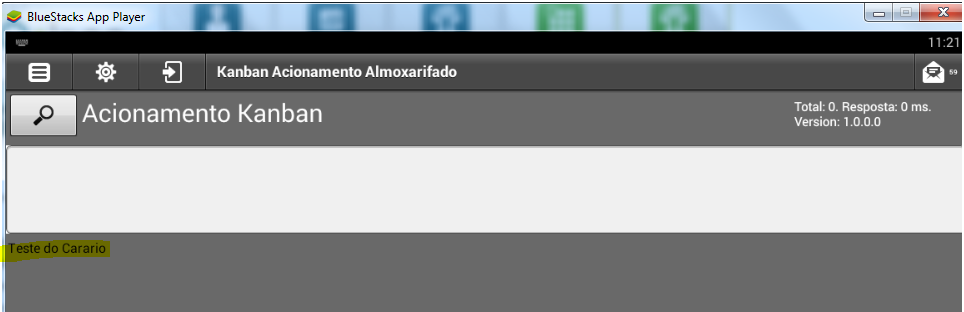 BlueStacks App Player
11:21
Kanban Acionamento Almoxarifado
59
Acionamento Kanban
Total: 0. Resposta: 0 ms.
Version: 1.0.0.0
Teste do Carario